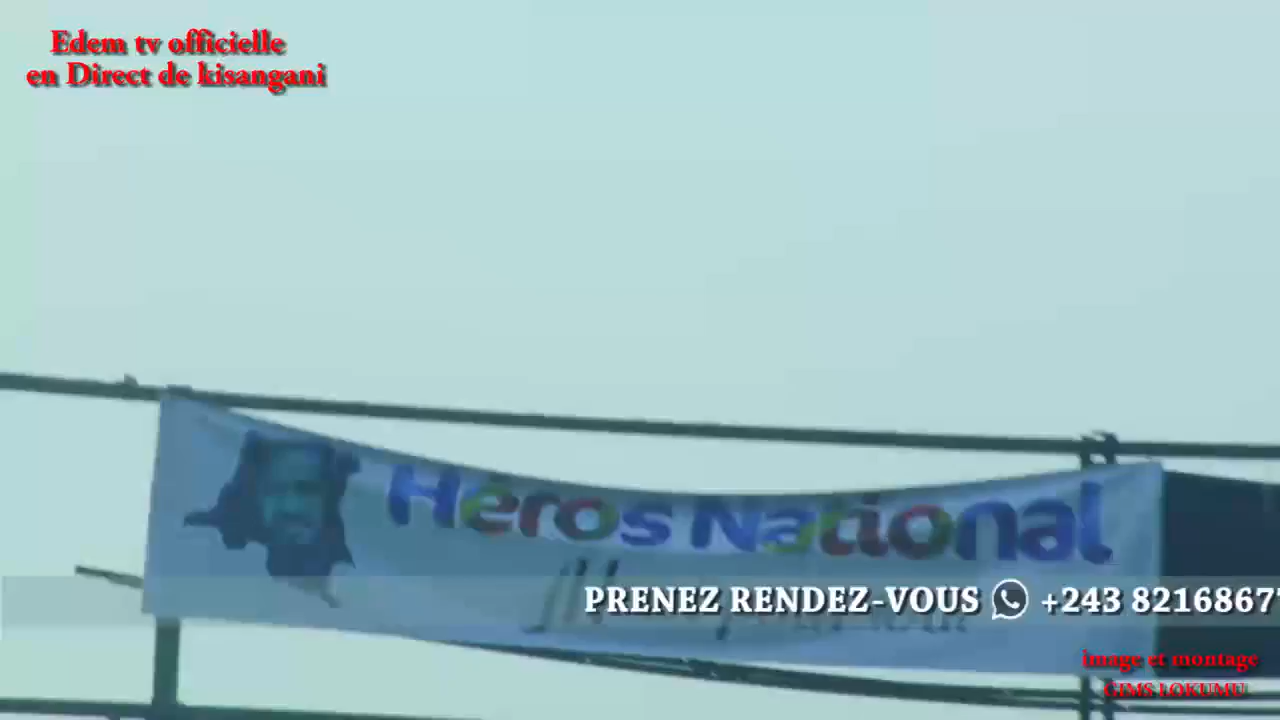 Edem tv officielle
en Direct de kisangani
Héros National
PRENEZ RENDEZ-VOUS +243 8216867
image et montage
GIMS LOKUMU